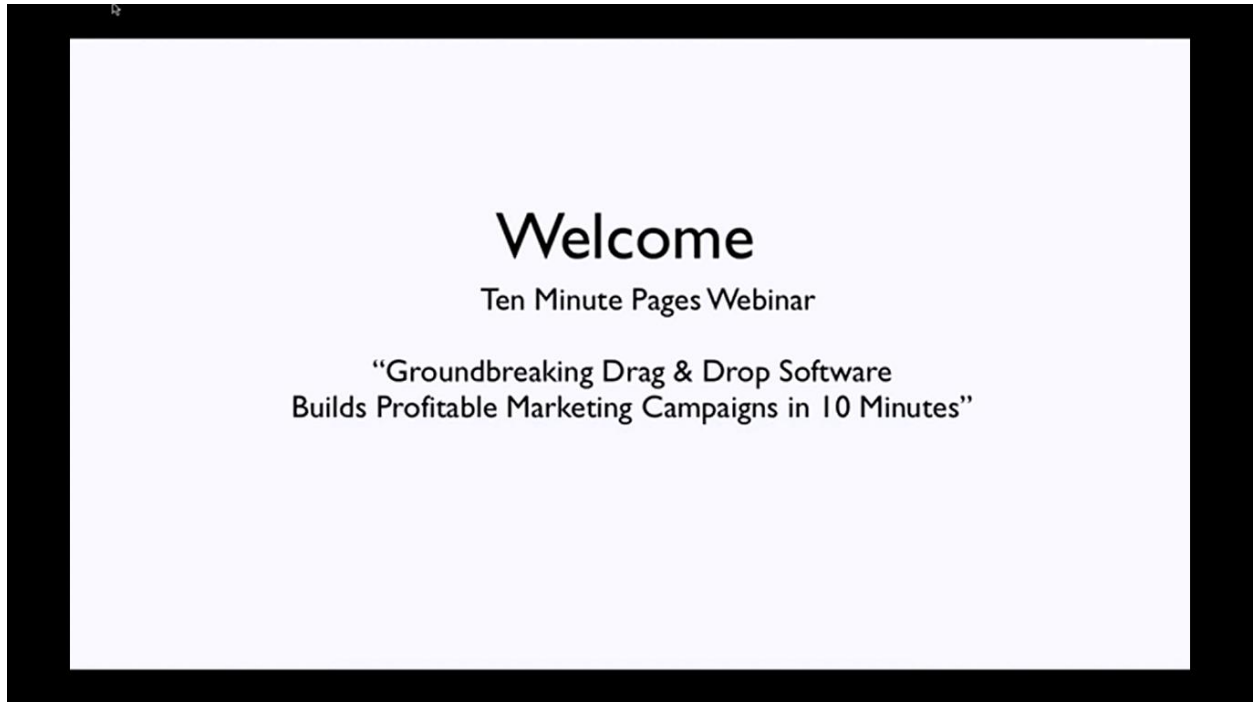 Welcome
Ten Minute Pages Webinar
“Groundbreaking Drag & Drop Software
Builds Profitable Marketing Campaigns in 10 Minutes”